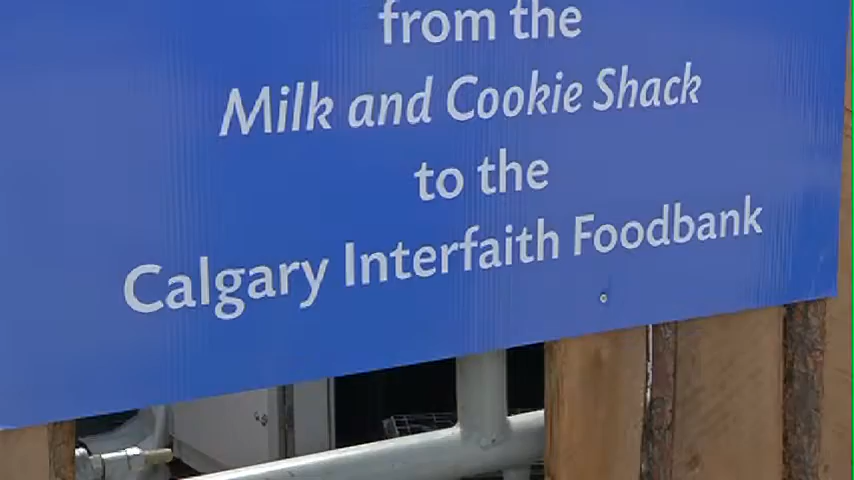 from the
Milk and Cookie Shack
to the
Calgary Interfaith Foodbank